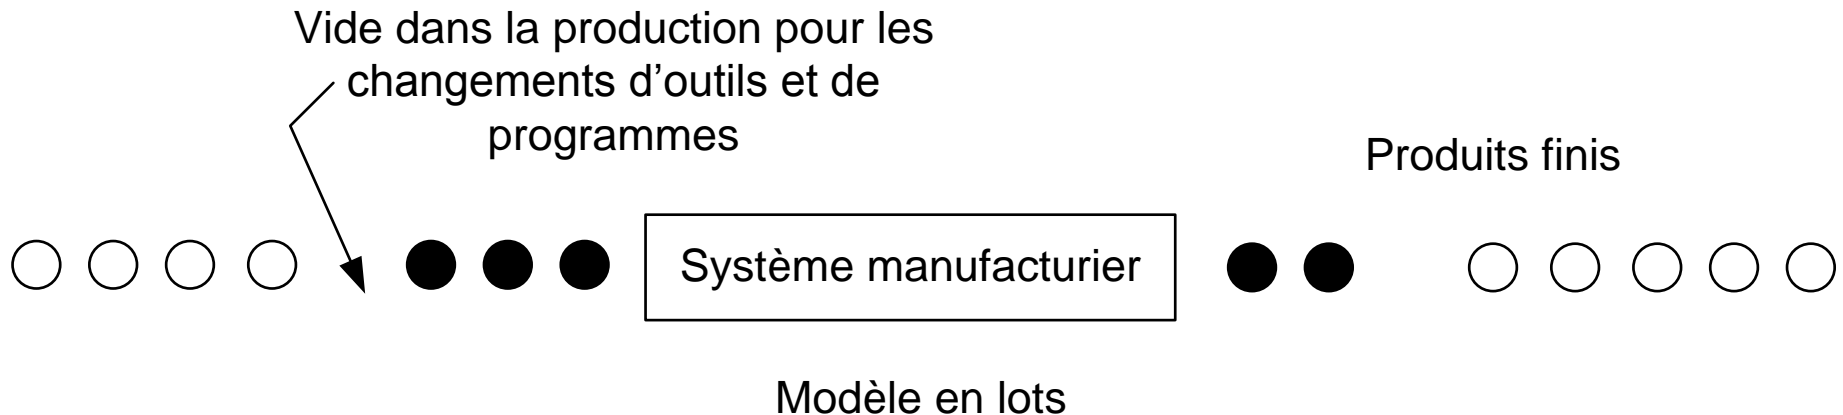 Vide dans la production pour les
changements d’outils et de
programmes
Produits finis
Système manufacturier
Modèle en lots